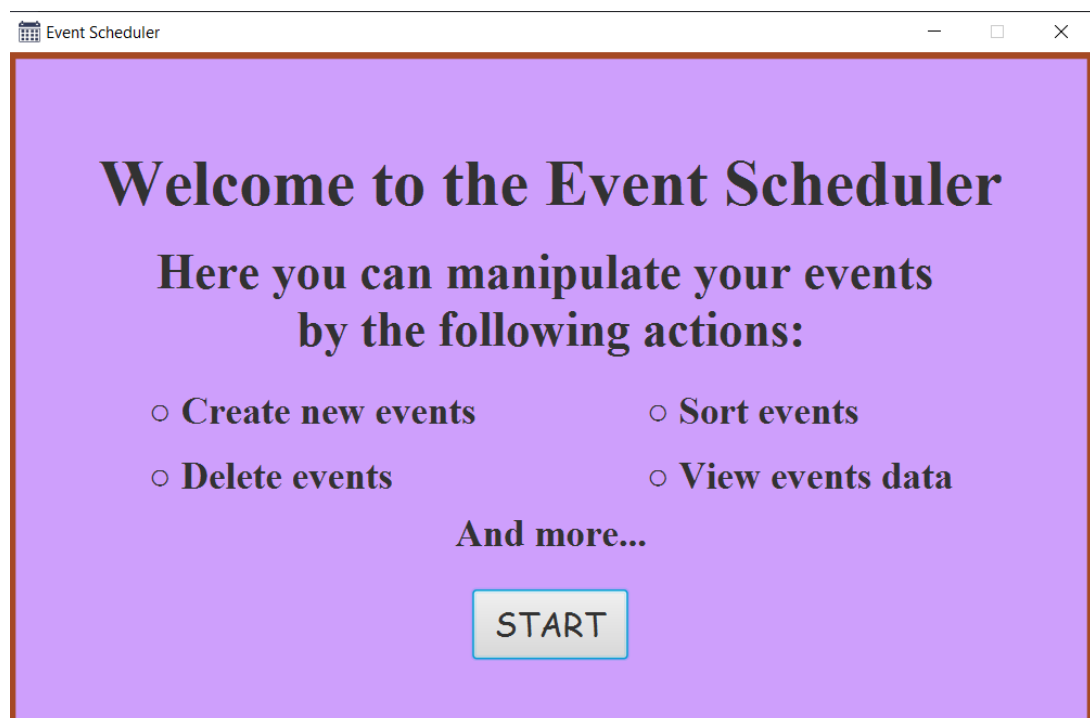 Event Scheduler
Welcome to the Event Scheduler
Here you can manipulate your events
by the following actions:
○ Create new events
○ Sort events
○ Delete events
○ View events data
And more...
START